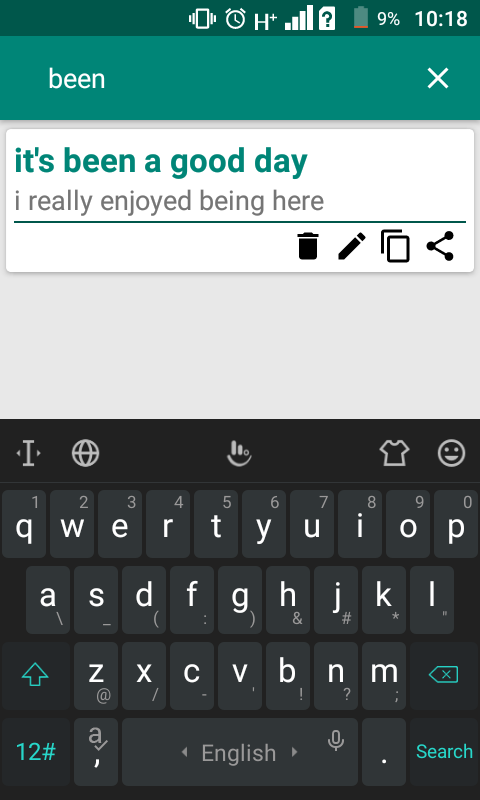 H+ 9% 10:18
been
it's been a good day
i really enjoyed being here
1 2 3 4 5 6 7 8 9 0
q w e r t y u i o p
a s d f g h j k l
\ _ ( : ) & # * "
z x c v b n m
@ / - ' ! ? ;
12# a , English . Search